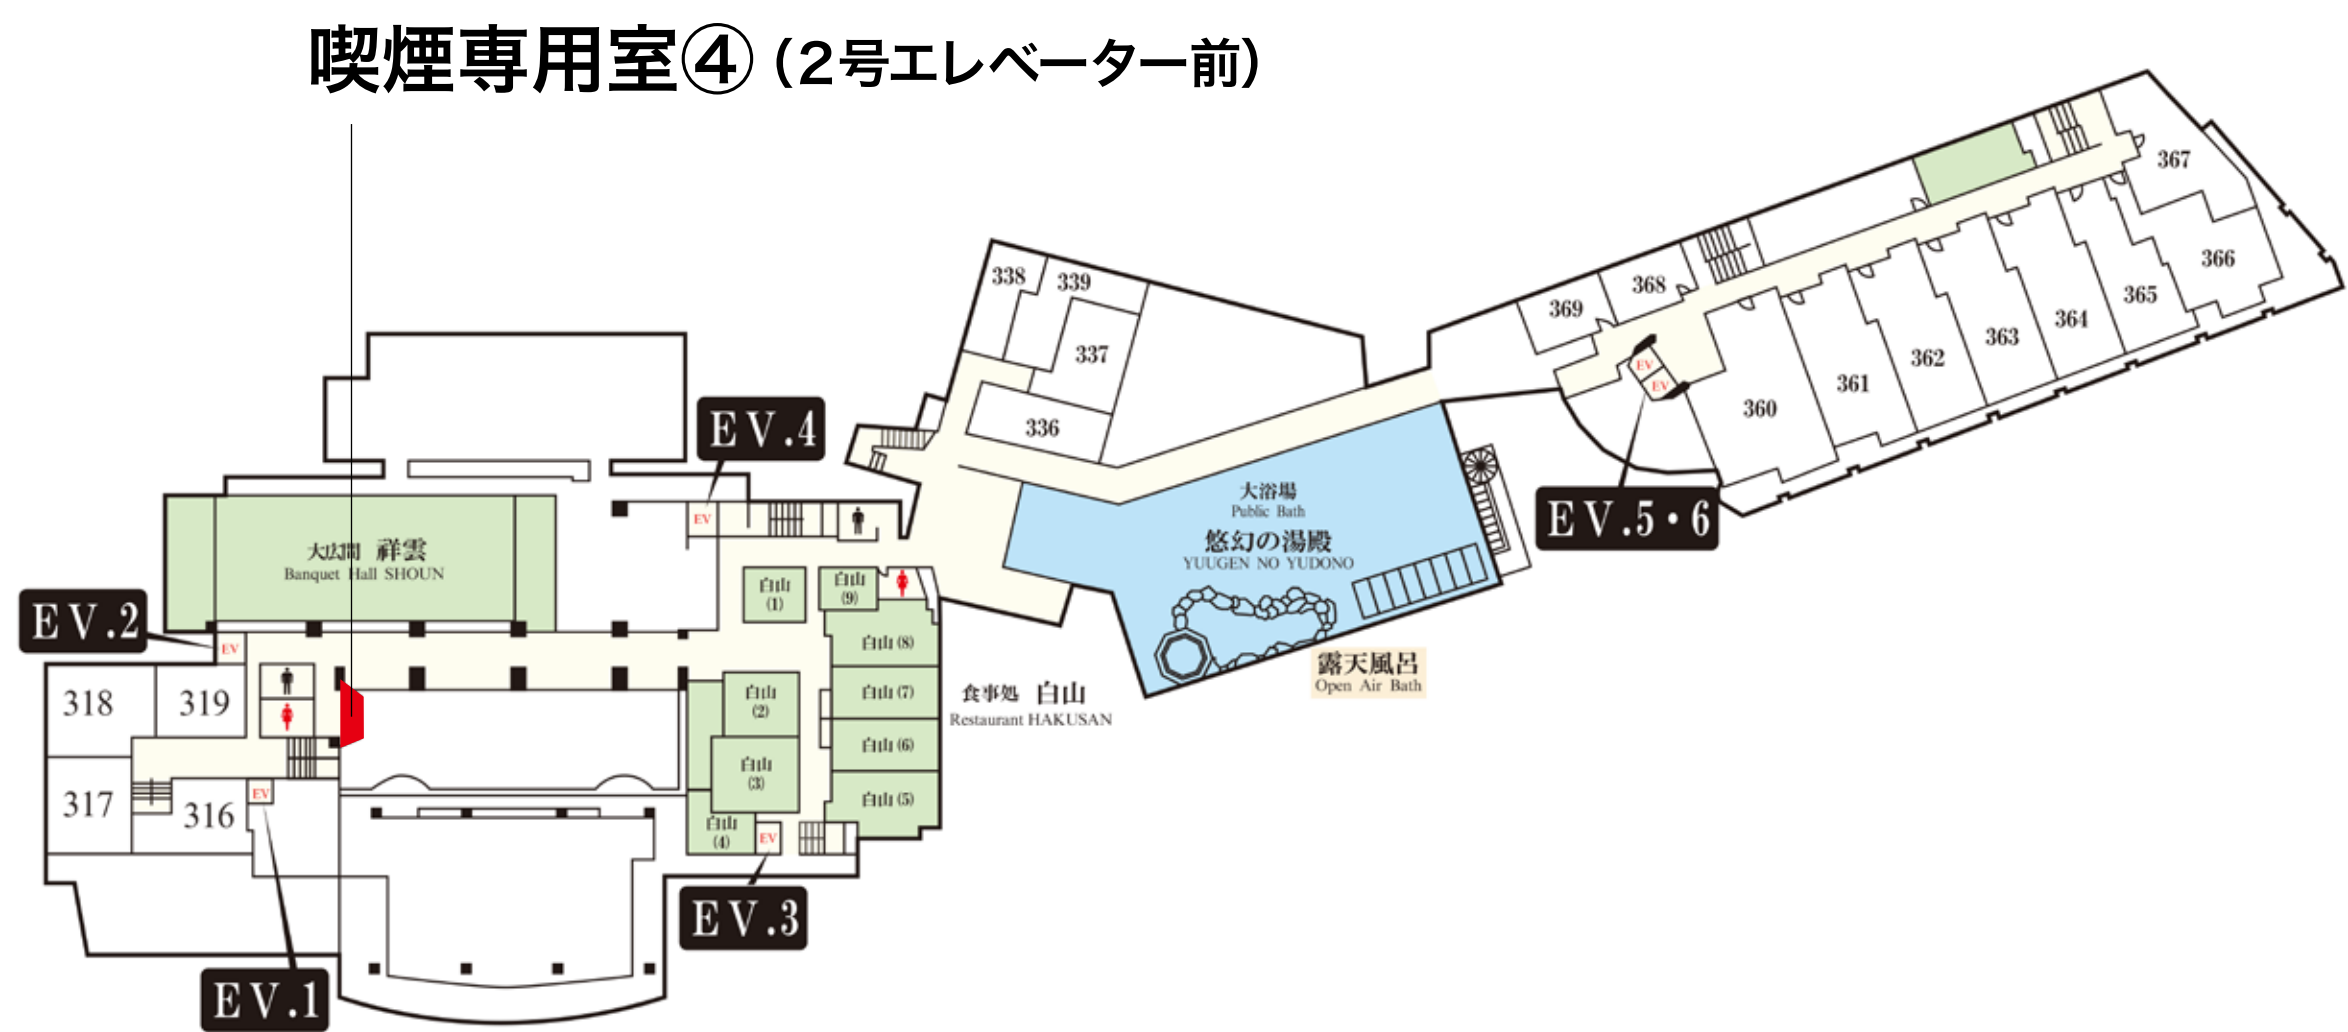 喫煙専用室④（2号エレベーター前）
367
338
339
368
366
369
365
364
337
363
362
EV
EV
361
360
336
EV.4
大浴場
Public Bath
EV.5・6
EV
悠幻の湯殿
YUUGEN NO YUDONO
大広間 祥雲
Banquet Hall SHOUN
白山
(1)
白山
(9)
EV.2
EV
白山(8)
露天風呂
Open Air Bath
318
319
白山
(2)
白山(7)
食事処 白山
Restaurant HAKUSAN
白山(6)
白山
(3)
317
316
EV
白山(5)
白山
(4)
EV
EV.3
EV.1